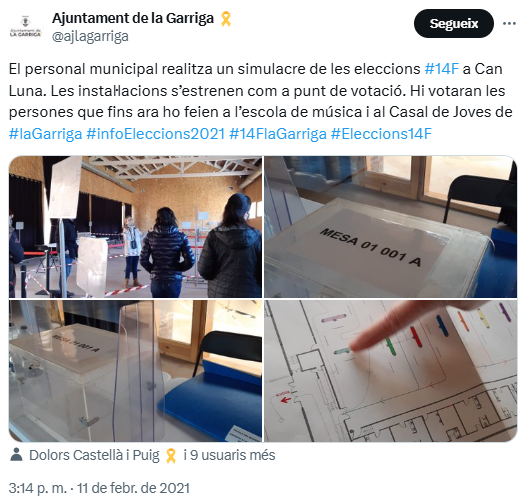 Ajuntament de la Garriga 🎗️
@ajlagarriga
Segueix
El personal municipal realitza un simulacre de les eleccions #14F a Can
Luna. Les instal·lacions s’estrenen com a punt de votació. Hi votaran les
persones que fins ara ho feien a l’escola de música i al Casal de Joves de
#laGarriga #infoEleccions2021 #14FlaGarriga #Eleccions14F
MESA 01 001 A
MESA 01 001 A
Dolors Castellà i Puig 🎗️ i 9 usuaris més
3:14 p. m. · 11 de febr. de 2021